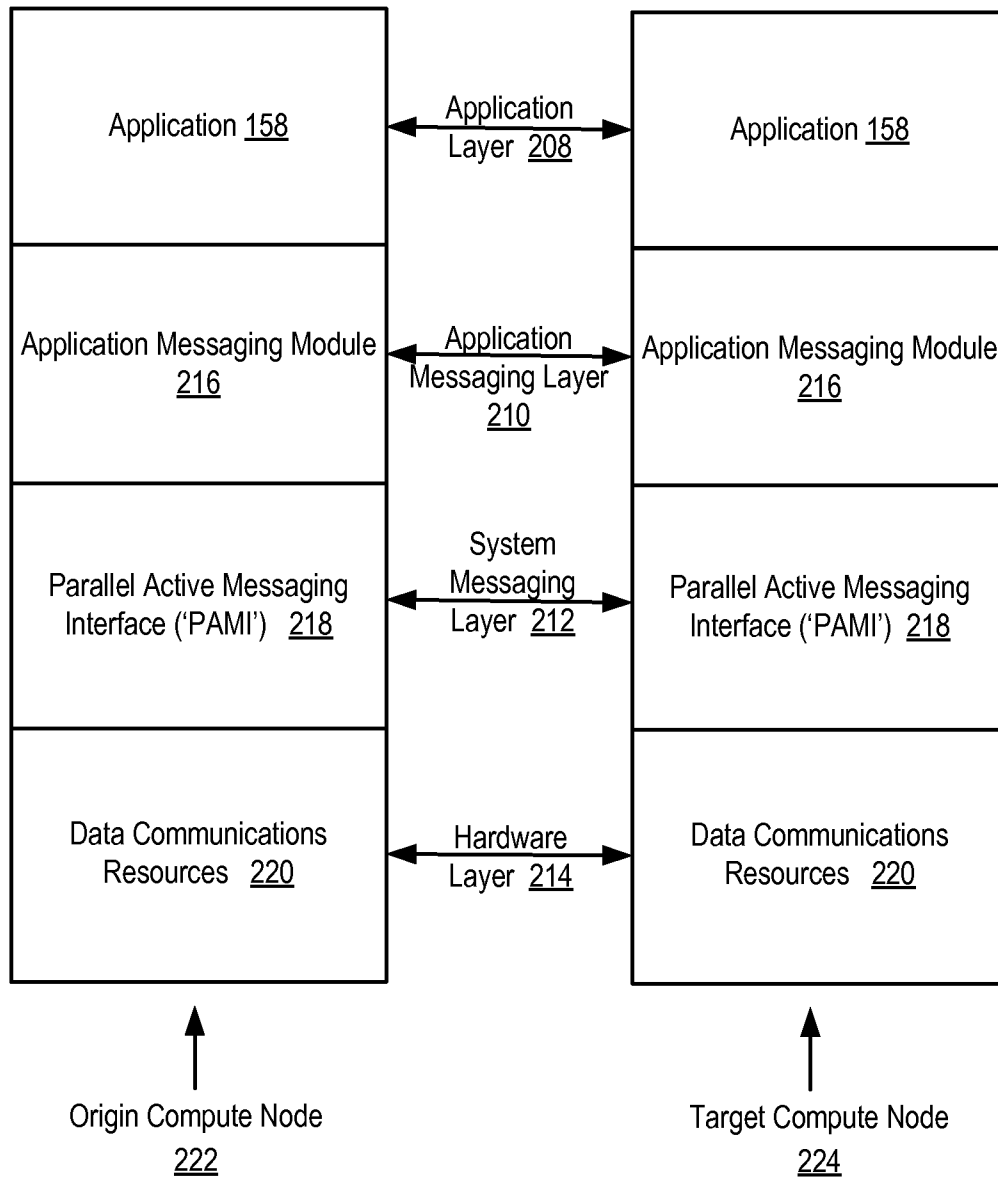 Application 158
Application
Layer 208
Application 158
Application Messaging Module
216
Application
Messaging Layer
210
Application Messaging Module
216
Parallel Active Messaging
Interface (‘PAMI’) 218
System
Messaging
Layer 212
Parallel Active Messaging
Interface (‘PAMI’) 218
Data Communications
Resources 220
Hardware
Layer 214
Data Communications
Resources 220
Origin Compute Node
222
Target Compute Node
224